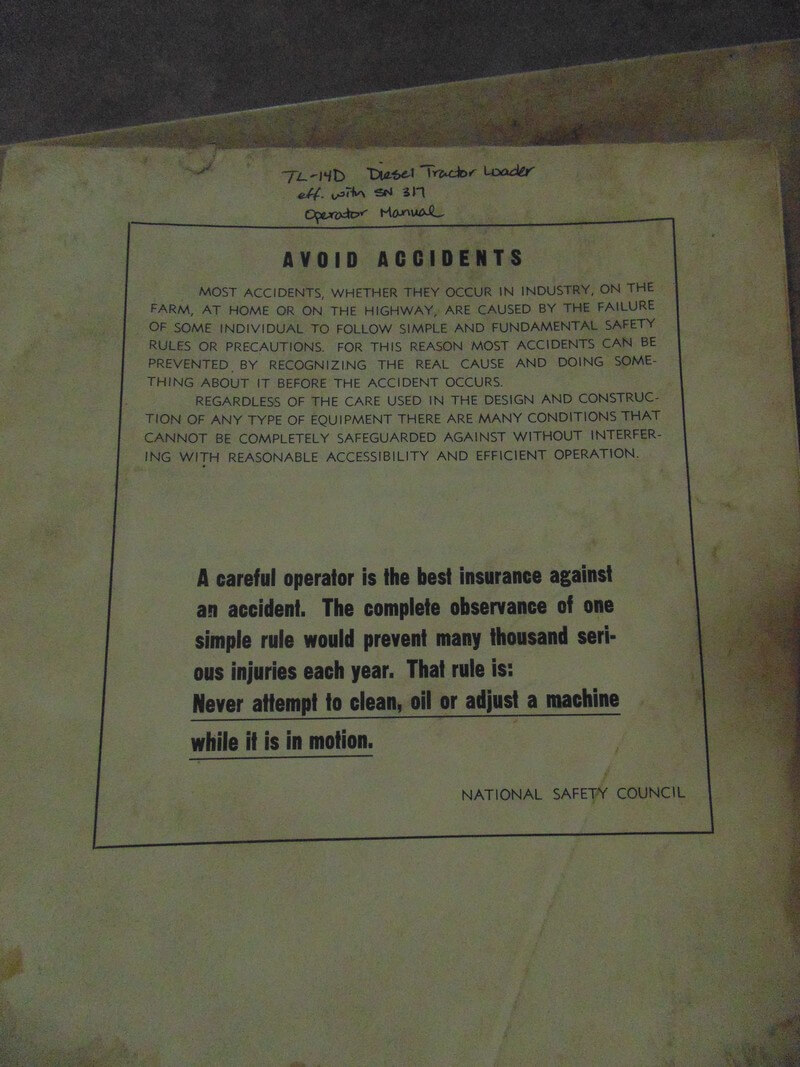 TL-14D Diesel Tractor Loader
eff. with SN 317
Operator Manual
AVOID ACCIDENTS
MOST ACCIDENTS, WHETHER THEY OCCUR IN INDUSTRY, ON THE
FARM, AT HOME OR ON THE HIGHWAY, ARE CAUSED BY THE FAILURE
OF SOME INDIVIDUAL TO FOLLOW SIMPLE AND FUNDAMENTAL SAFETY
RULES OR PRECAUTIONS. FOR THIS REASON MOST ACCIDENTS CAN BE
PREVENTED BY RECOGNIZING THE REAL CAUSE AND DOING SOME-
THING ABOUT IT BEFORE THE ACCIDENT OCCURS.
REGARDLESS OF THE CARE USED IN THE DESIGN AND CONSTRUC-
TION OF ANY TYPE OF EQUIPMENT THERE ARE MANY CONDITIONS THAT
CANNOT BE COMPLETELY SAFEGUARDED AGAINST WITHOUT INTERFER-
ING WITH REASONABLE ACCESSIBILITY AND EFFICIENT OPERATION.
A careful operator is the best insurance against
an accident. The complete observance of one
simple rule would prevent many thousand seri-
ous injuries each year. That rule is:
Never attempt to clean, oil or adjust a machine
while it is in motion.
NATIONAL SAFETY COUNCIL